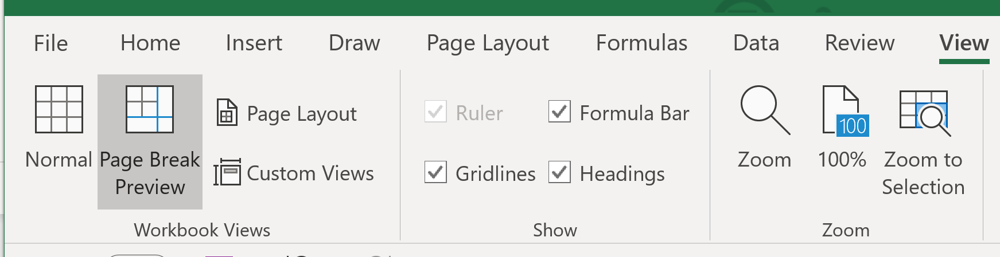 File Home Insert Draw Page Layout Formulas Data Review View
Normal
Page Break
Preview
Page Layout
Custom Views
Workbook Views
Ruler
Formula Bar
Gridlines
Headings
Show
Zoom
100
100%
Zoom to
Selection
Zoom